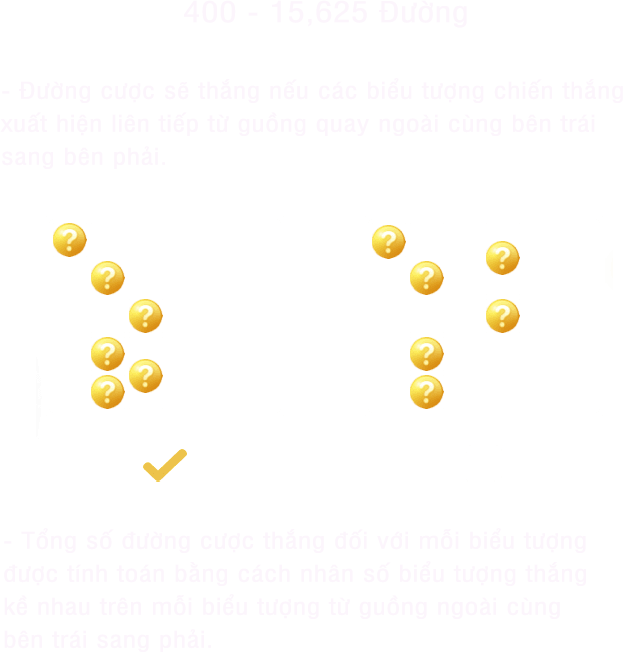 400 - 15,625 Đường
- Đường cược sẽ thắng nếu các biểu tượng chiến thắng
xuất hiện liên tiếp từ guồng quay ngoài cùng bên trái
sang bên phải.
? ?
? ? ?
? ?
? ? ?
? ?
- Tổng số đường cược thắng đối với mỗi biểu tượng
được tính toán bằng cách nhân số biểu tượng thắng
kề nhau trên mỗi biểu tượng từ guồng ngoài cùng
bên trái sang phải.